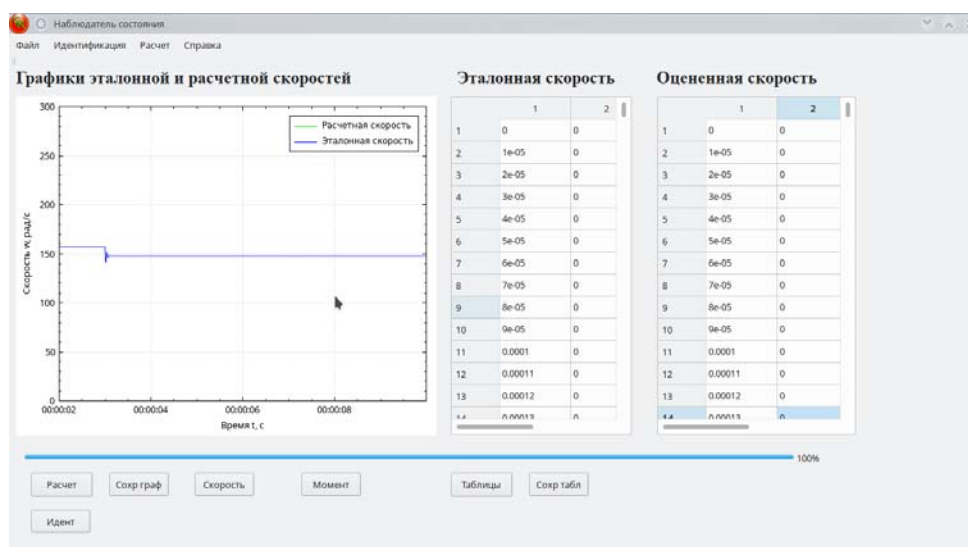 Наблюдатель состояния
Файл Идентификация Расчет Справка
Графики эталонной и расчетной скоростей
300
250
200
150
100
50
0
Скорость w, рад/с
Расчетная скорость
Эталонная скорость
00:00:02 00:00:04 00:00:06 00:00:08
Время t, с
Эталонная скорость
1 2
1 0 0
2 1e-05 0
3 2e-05 0
4 3e-05 0
5 4e-05 0
6 5e-05 0
7 6e-05 0
8 7e-05 0
9 8e-05 0
10 9e-05 0
11 0.0001 0
12 0.00011 0
13 0.00012 0
14 0.00013 0
Оцененная скорость
1 2
1 0 0
2 1e-05 0
3 2e-05 0
4 3e-05 0
5 4e-05 0
6 5e-05 0
7 6e-05 0
8 7e-05 0
9 8e-05 0
10 9e-05 0
11 0.0001 0
12 0.00011 0
13 0.00012 0
14 0.00013 0
100%
Расчет Сохр граф Скорость Момент Таблицы Сохр табл
Идент